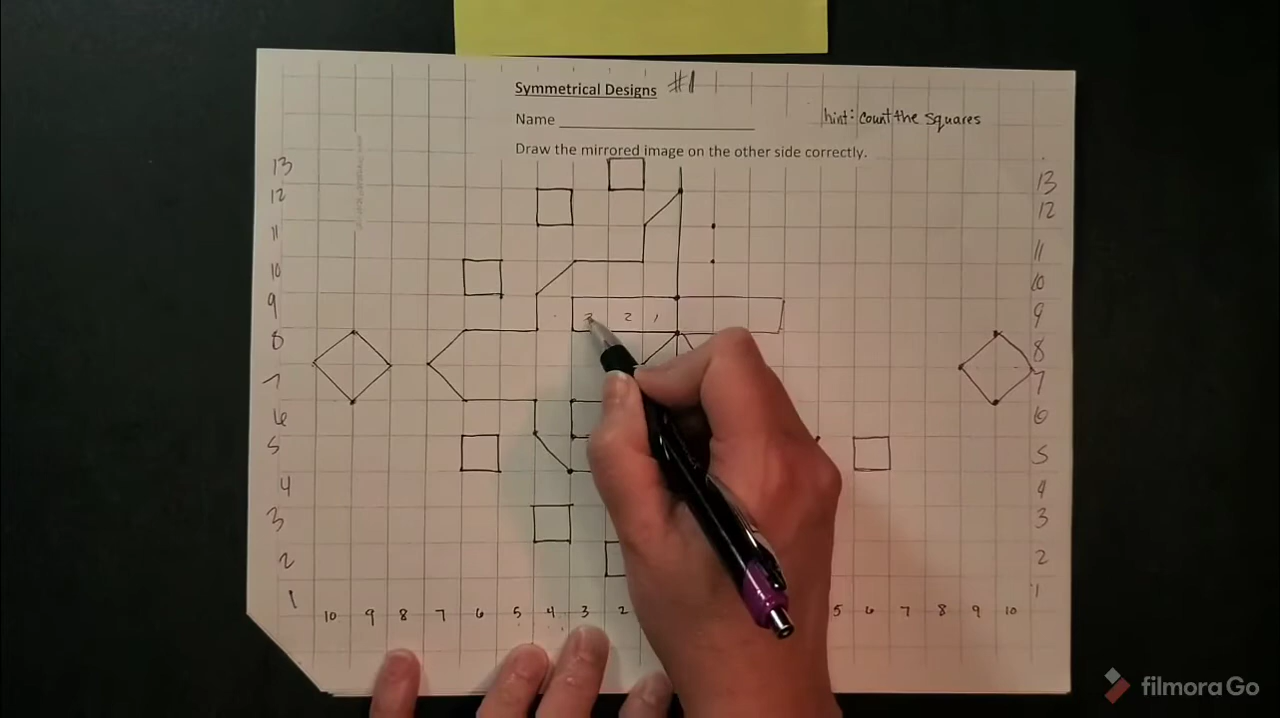 Symmetrical Designs #1
Name
hint: count the squares
Draw the mirrored image on the other side correctly.
13 13
12 12
11 11
10 10
9 9
3 2 1
8 8
7 7
6 6
5 5
4 4
3 3
2 2
1 1
10 9 8 7 6 5 4 3 2 5 6 7 8 9 10
filmora Go